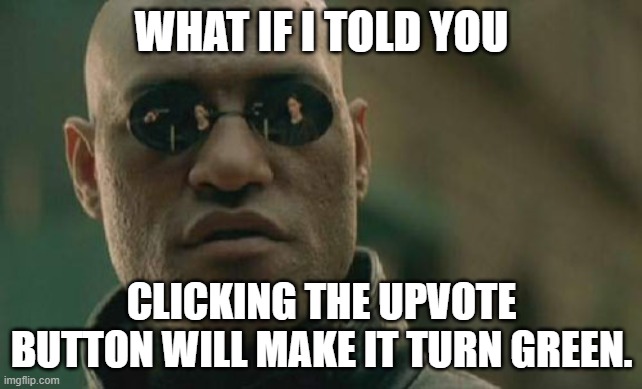 WHAT IF I TOLD YOU
CLICKING THE UPVOTE
BUTTON WILL MAKE IT TURN GREEN.
imgflip.com